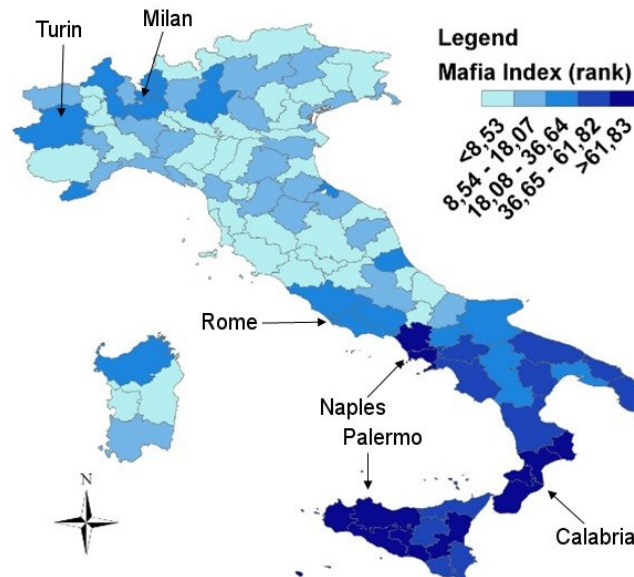 Milan
Turin
Legend
Mafia Index (rank)
<8,53
8,54 - 18,07
18,08 - 36,64
36,65 - 61,82
>61,83
Rome
Naples
Palermo
N
Calabria